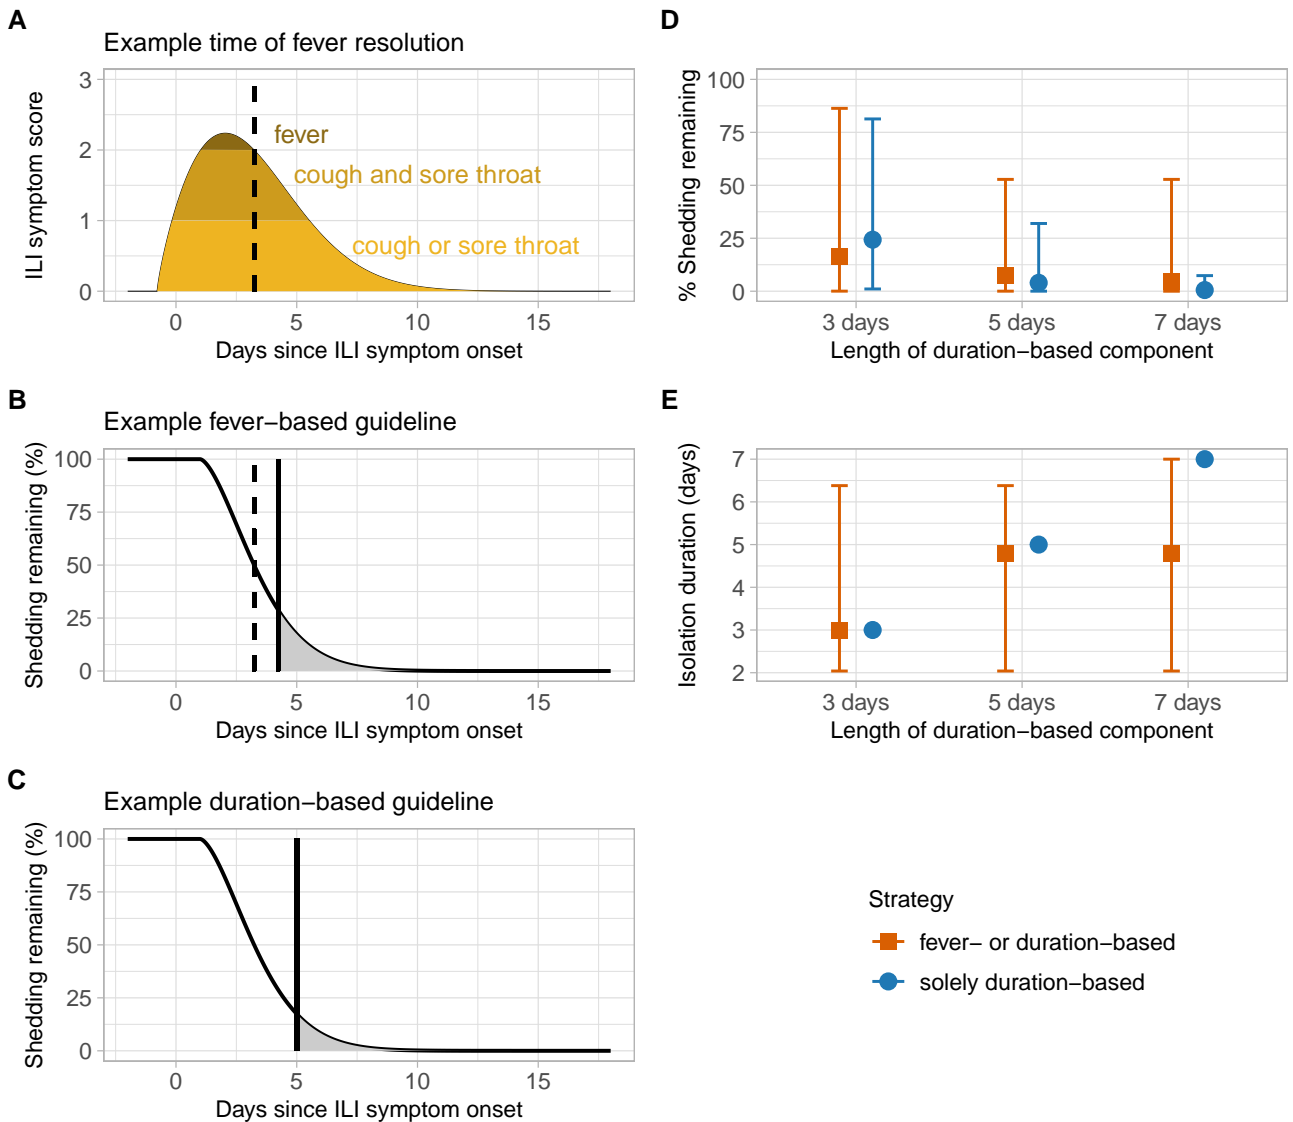 A
Example time of fever resolution
ILI symptom score
3
2
1
0
fever
cough and sore throat
cough or sore throat
0
5
10
15
Days since ILI symptom onset
B
Example fever−based guideline
Shedding remaining (%)
100
75
50
25
0
0
5
10
15
Days since ILI symptom onset
C
Example duration−based guideline
Shedding remaining (%)
100
75
50
25
0
0
5
10
15
Days since ILI symptom onset
D
% Shedding remaining
100
75
50
25
0
3 days
5 days
7 days
Length of duration−based component
E
Isolation duration (days)
7
6
5
4
3
2
3 days
5 days
7 days
Length of duration−based component
Strategy
fever− or duration−based
solely duration−based